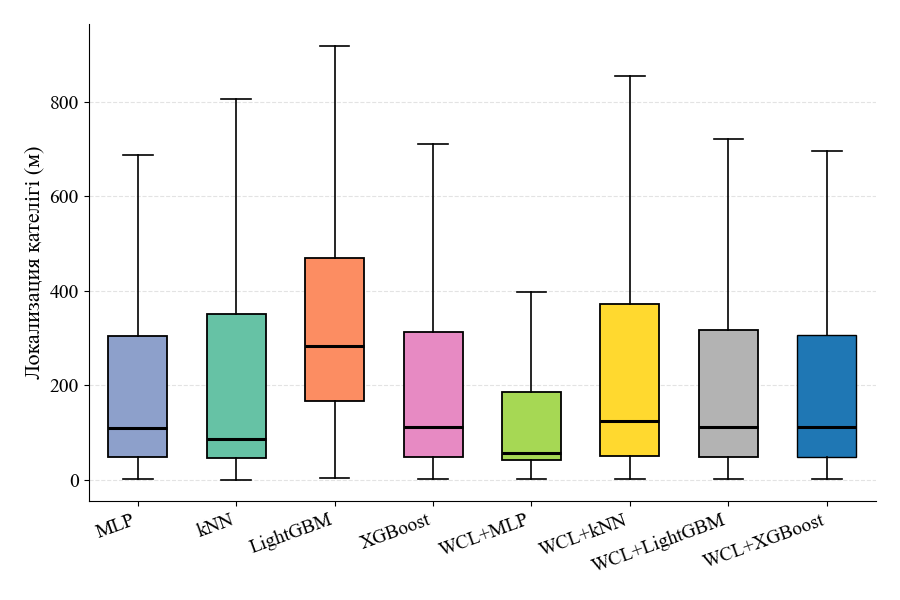 Локализация қателігі (м)
800
600
400
200
0
MLP
kNN
LightGBM
XGBoost
WCL+MLP
WCL+kNN
WCL+LightGBM
WCL+XGBoost